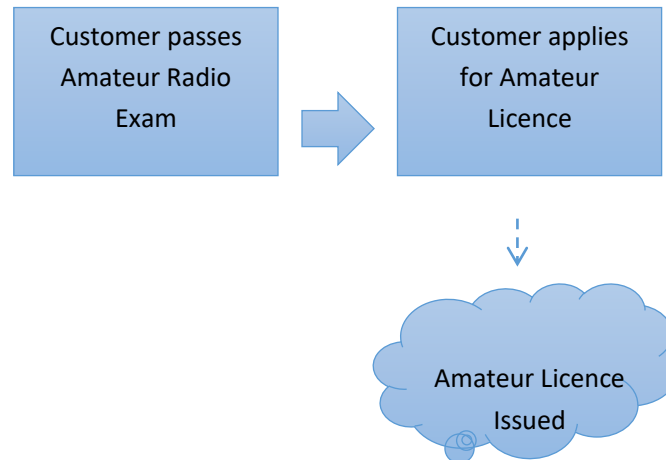 Customer passes
Amateur Radio
Exam
Customer applies
for Amateur
Licence
Amateur Licence
Issued